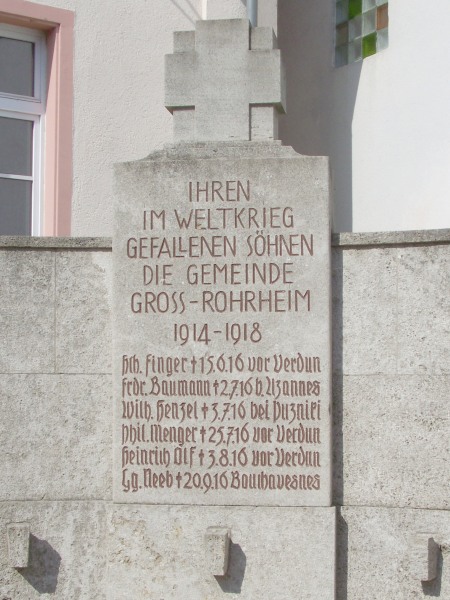 IHREN
IM WELTKRIEG
GEFALLENEN SÖHNEN
DIE GEMEINDE
GROSS-ROHRHEIM
1914-1918
Hch. Finger † 15.6.16 vor Verdun
Frdr. Baumann † 2.7.16 b. Azannes
Wilh. Henzel † 3.7.16 bei Puzniki
Phil. Menger † 25.7.16 vor Verdun
Heinrich Olf † 3.8.16 vor Verdun
Gg. Neeb † 20.9.16 Bouchavesnes